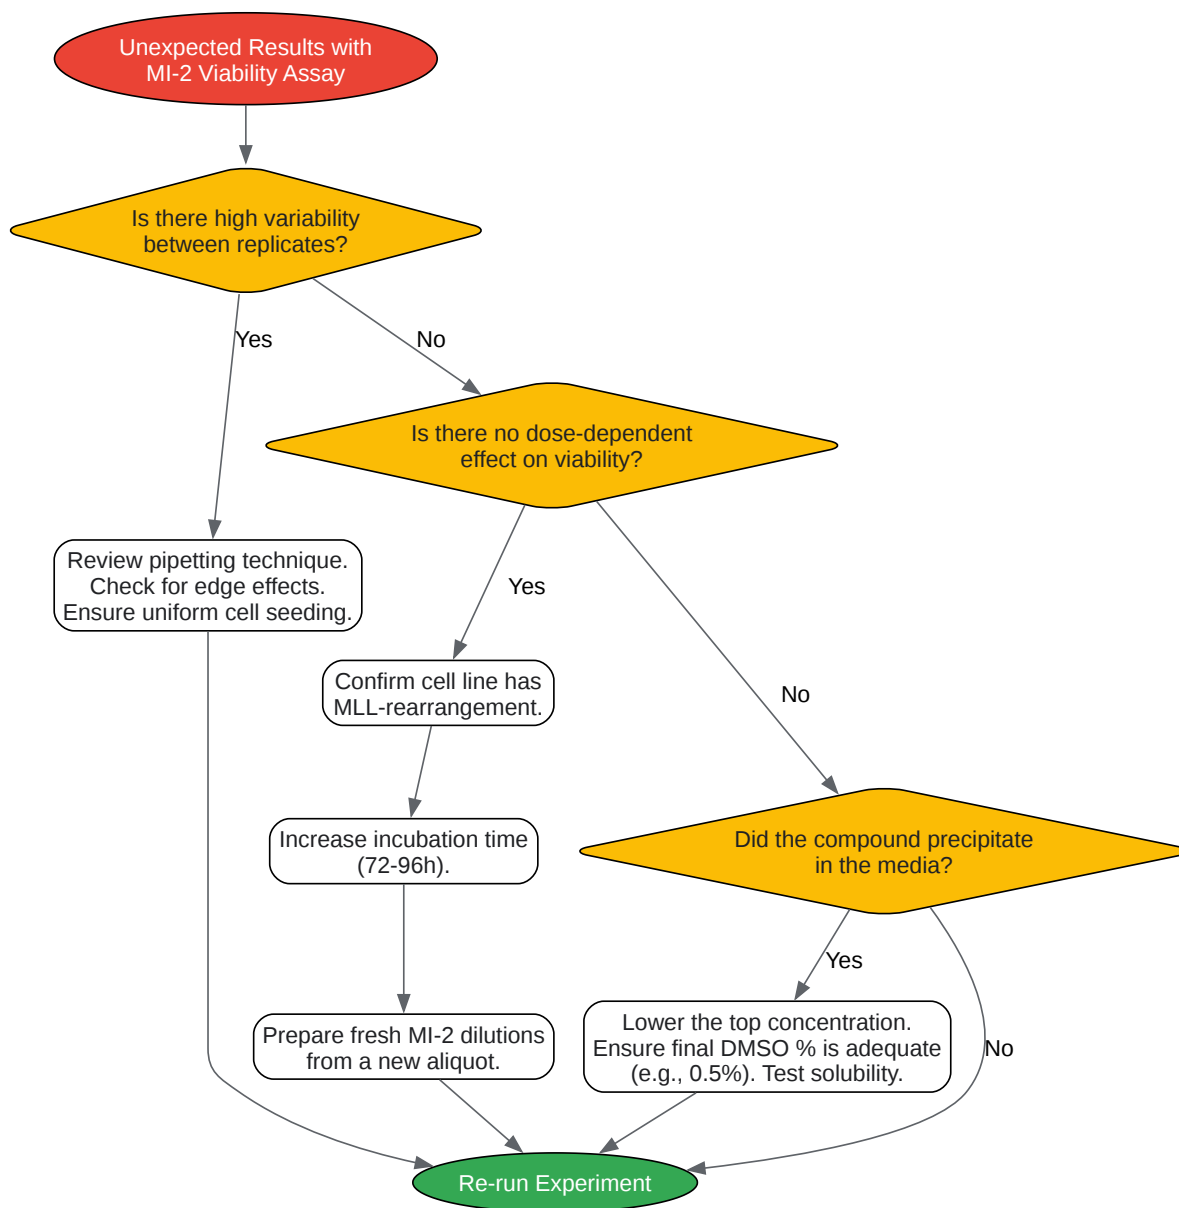 Unexpected Results with
MI-2 Viability Assay
Is there high variability
between replicates?
Yes
No
Is there no dose-dependent
effect on viability?
Review pipetting technique.
Check for edge effects.
Ensure uniform cell seeding.
Yes
Confirm cell line has
MLL-rearrangement.
No
Increase incubation time
(72-96h).
Did the compound precipitate
in the media?
Yes
Prepare fresh MI-2 dilutions
from a new aliquot.
Lower the top concentration.
Ensure final DMSO % is adequate
(e.g., 0.5%). Test solubility.
No
Re-run Experiment